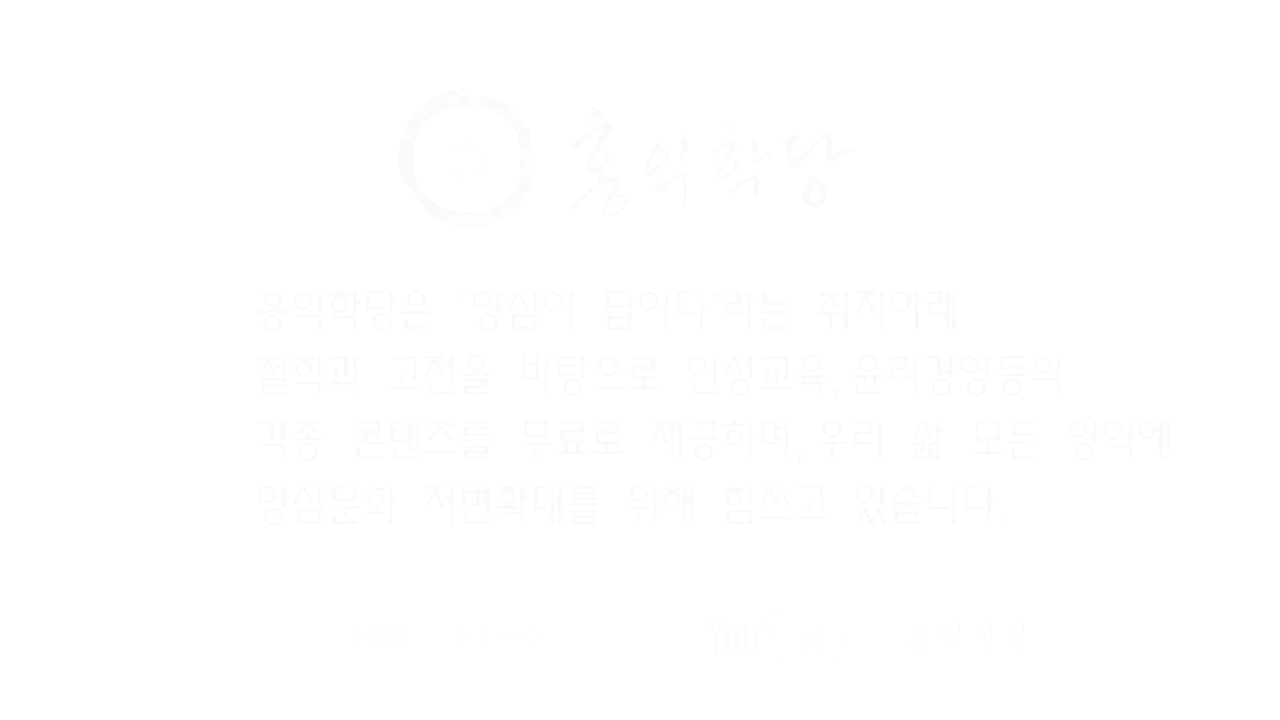 홍익학당
홍익학당은 '양심이 답이다'라는 취지아래
철학과 고전을 바탕으로 인성교육, 윤리경영등의
각종 콘텐츠를 무료로 제공하며, 우리 삶 모든 영역에
양심문화 저변확대를 위해 힘쓰고 있습니다.
You